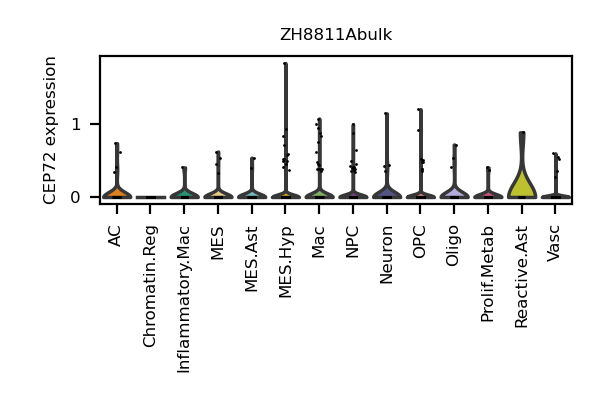 ZH8811Abulk
CEP72 expression
1
0
AC
Chromatin.Reg
Inflammatory.Mac
MES
MES.Ast
MES.Hyp
Mac
NPC
Neuron
OPC
Oligo
Prolif.Metab
Reactive.Ast
Vasc